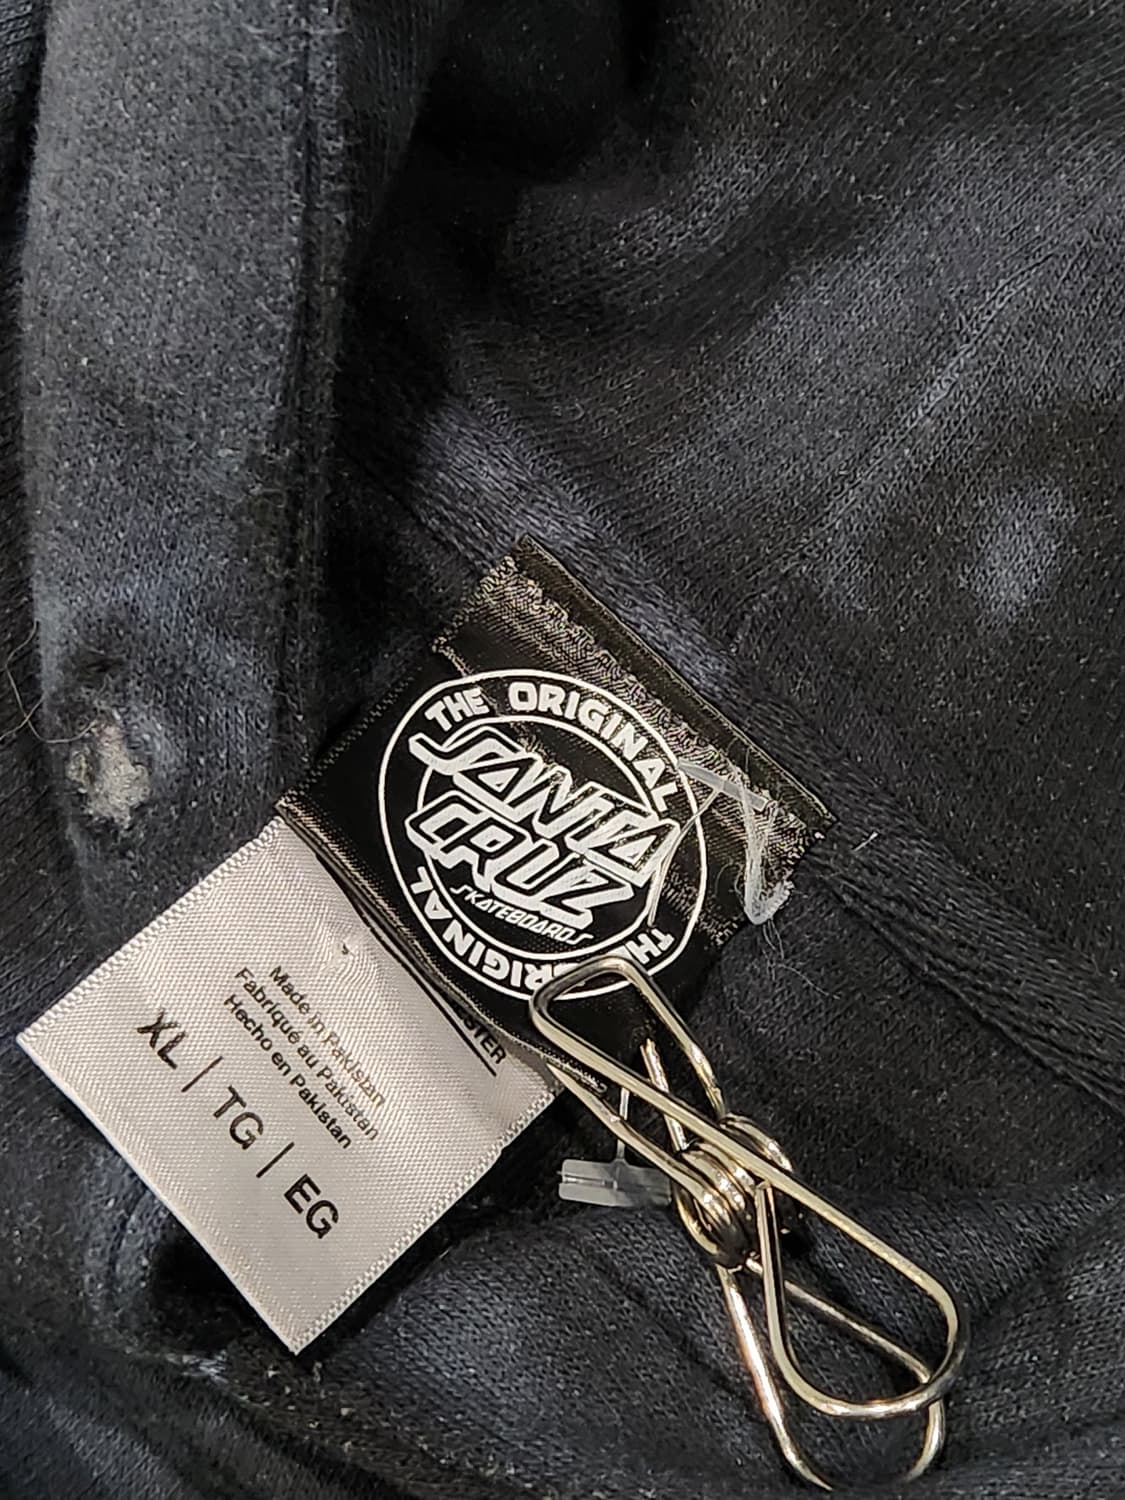 THE ORIGINAL
SANTA
CRUZ
SKATEBOARDS
THE ORIGINAL
Made in Pakistan
Fabriqué au Pakistan
Hecho en Pakistan
XL | TG | EG